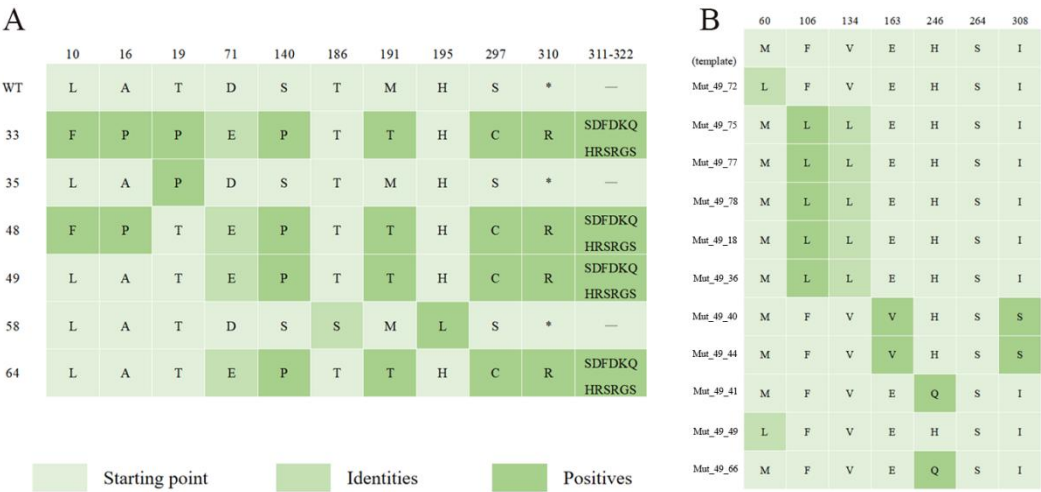 A
10 16 19 71 140 186 191 195 297 310 311-322
WT L A T D S T M H S * —
33 F P P E P T T H C R SDFDKQ
HRSRGS
35 L A P D S T M H S * —
48 F P T E P T T H C R SDFDKQ
HRSRGS
49 L A T E P T T H C R SDFDKQ
HRSRGS
58 L A T D S S M L S * —
64 L A T E P T T H C R SDFDKQ
HRSRGS
Starting point Identities Positives
B
60 106 134 163 246 264 308
(template) M F V E H S I
Mut_49_72 L F V E H S I
Mut_49_75 M L L E H S I
Mut_49_77 M L L E H S I
Mut_49_78 M L L E H S I
Mut_49_18 M L L E H S I
Mut_49_36 M L L E H S I
Mut_49_40 M F V V H S S
Mut_49_44 M F V V H S S
Mut_49_41 M F V E Q S I
Mut_49_49 L F V E H S I
Mut_49_66 M F V E Q S I